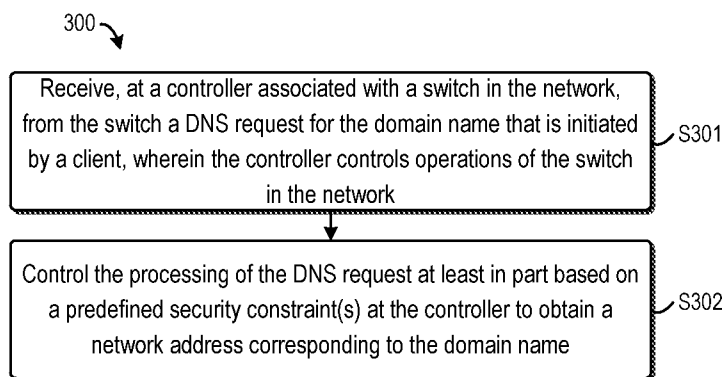 300
Receive, at a controller associated with a switch in the network,
from the switch a DNS request for the domain name that is initiated
by a client, wherein the controller controls operations of the switch
in the network
S301
Control the processing of the DNS request at least in part based on
a predefined security constraint(s) at the controller to obtain a
network address corresponding to the domain name
S302